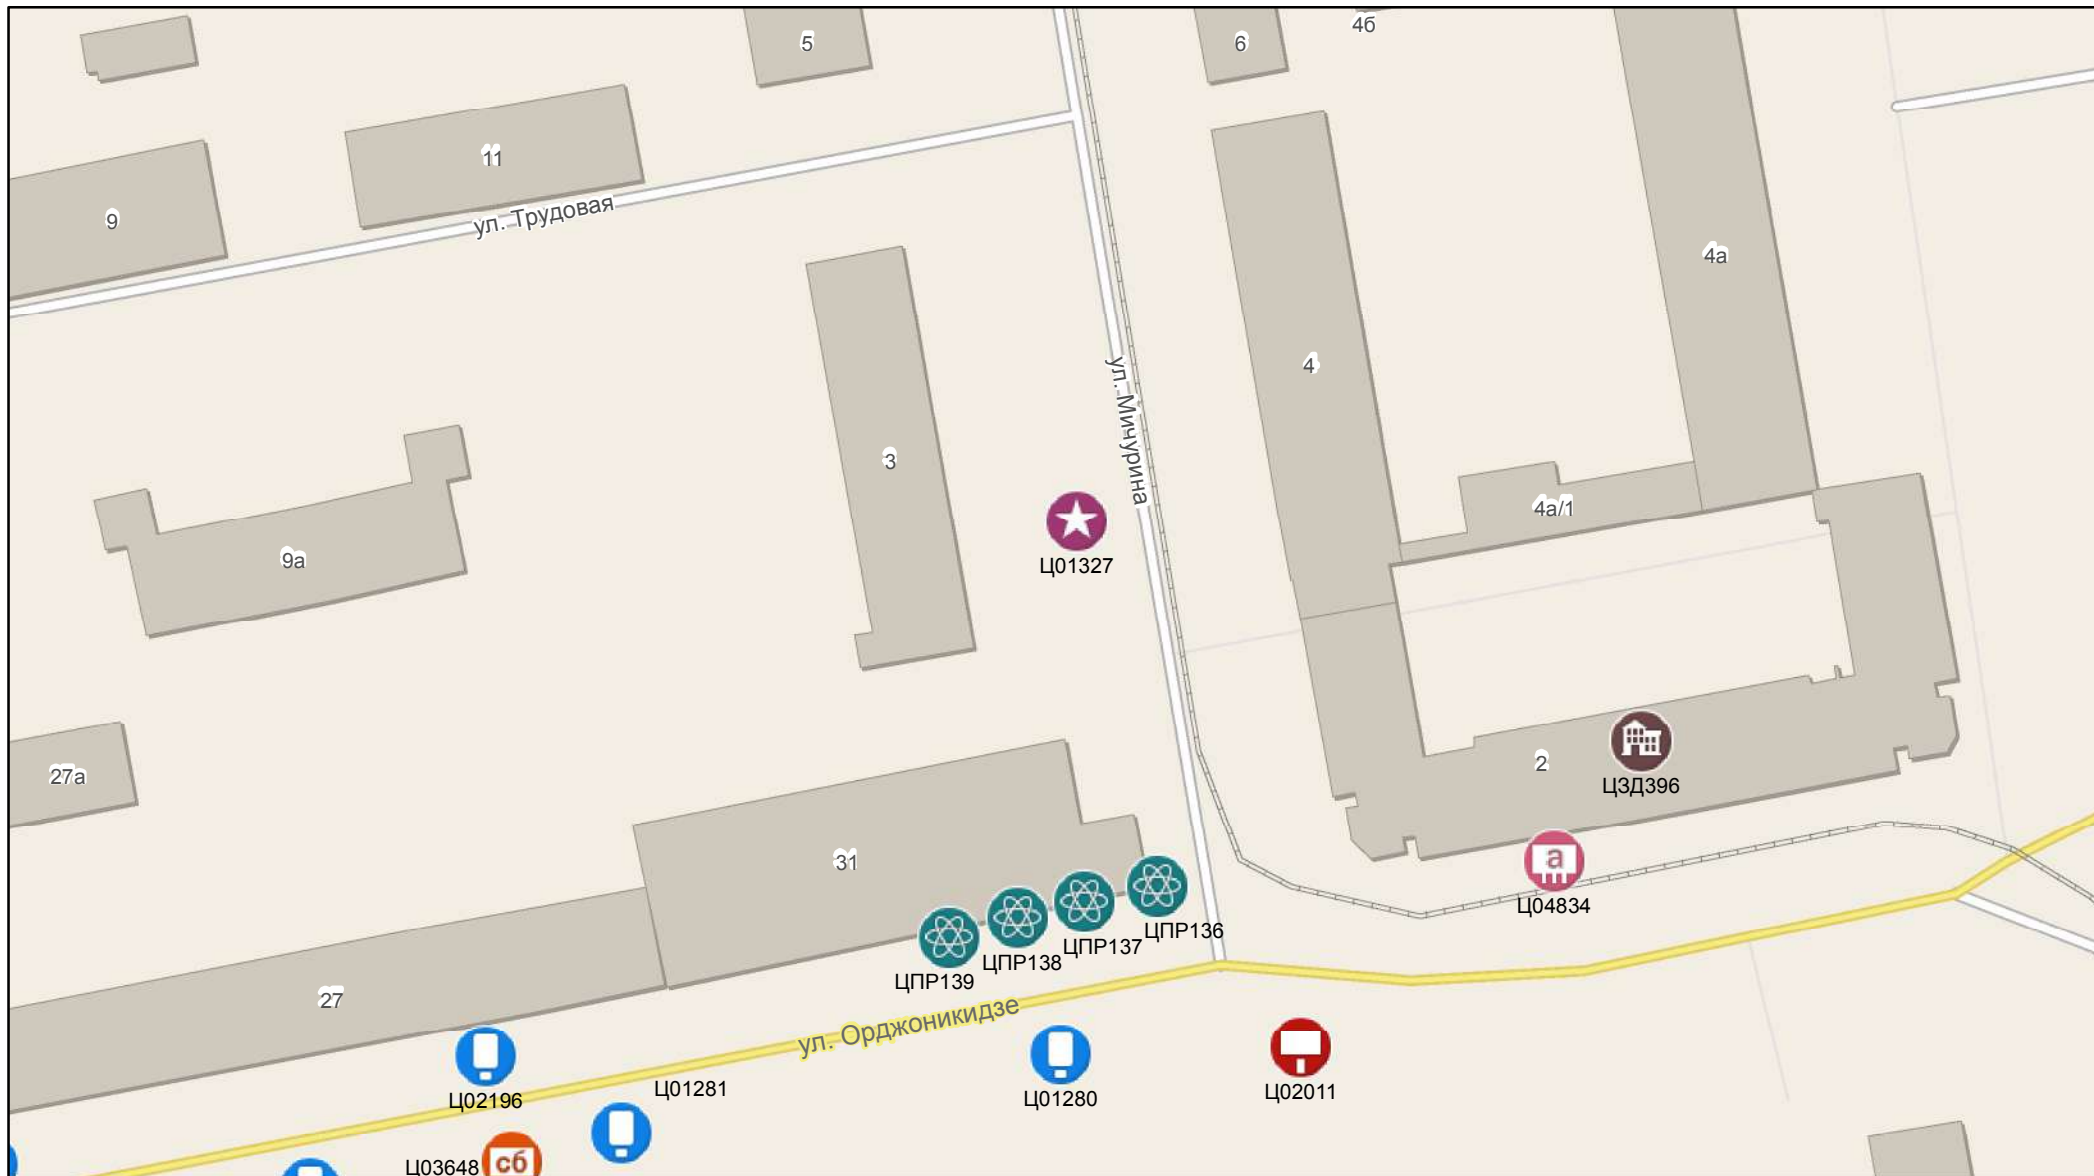 5
6
4б
11
9
ул. Трудовая
4а
4
ул. Мичурина
3
4а/1
9а
Ц01327
27а
2
ЦЗД396
31
а
Ц04834
ЦПР136
ЦПР137
ЦПР138
ЦПР139
27
ул. Орджоникидзе
Ц02196
Ц01281
Ц01280
Ц02011
Ц03648
сб